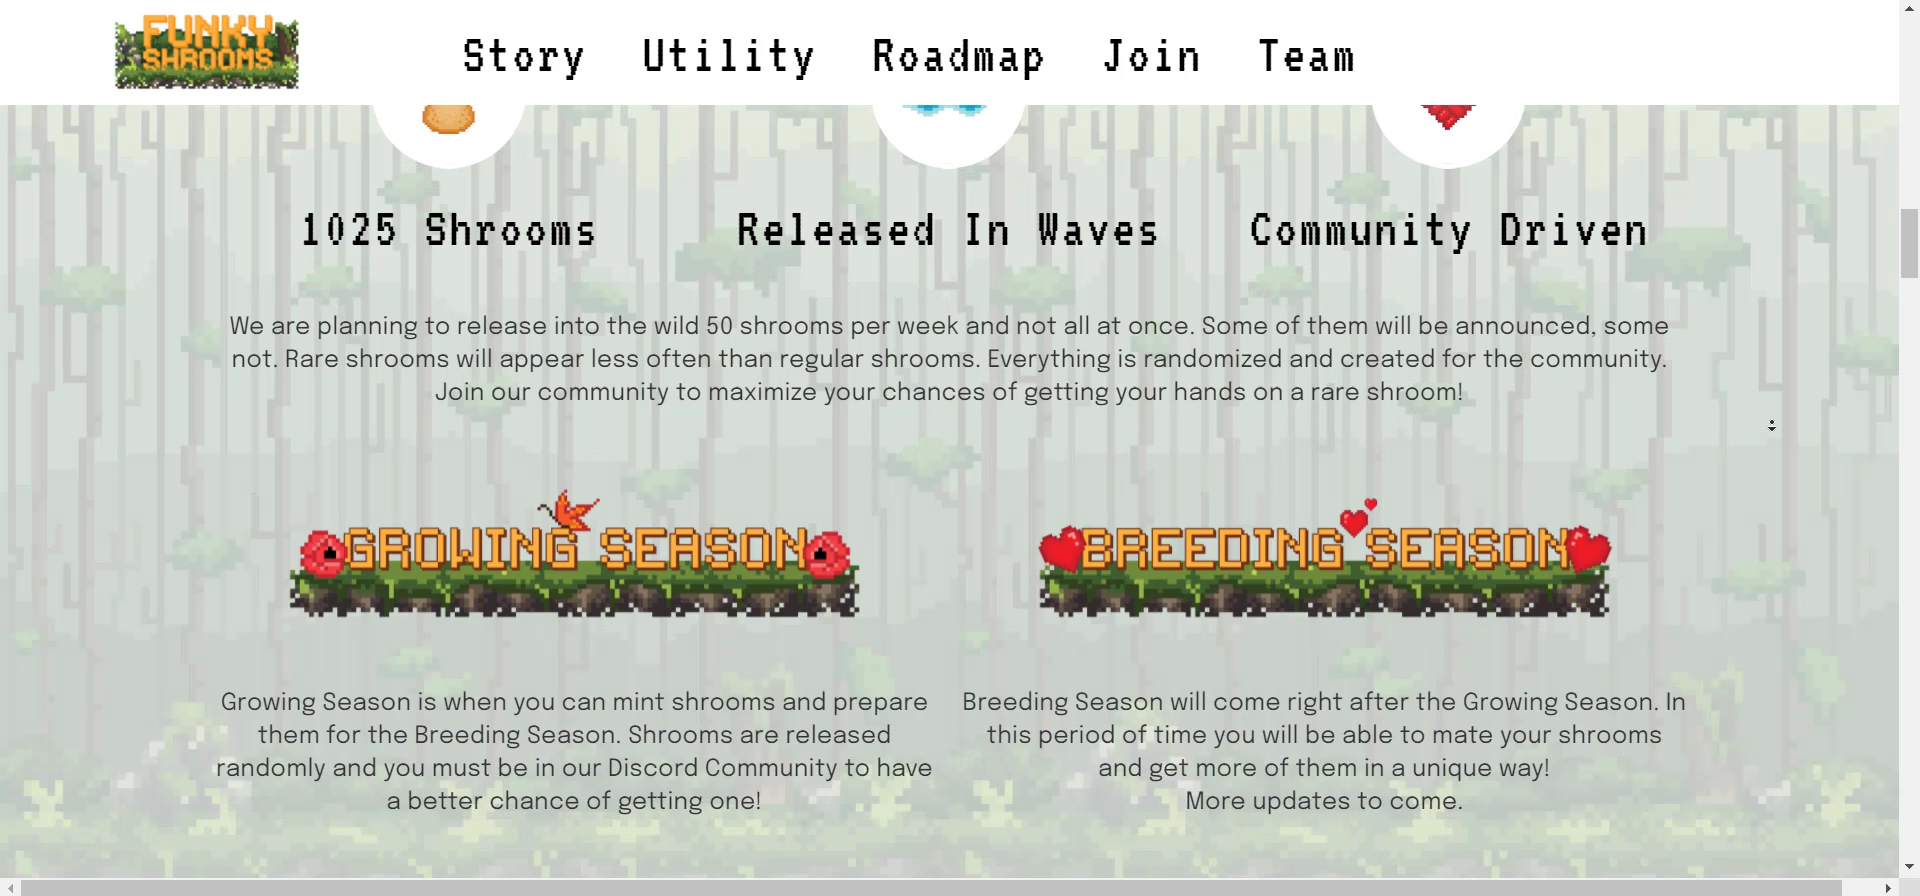 FUNKY
SHROOMS
Story Utility Roadmap Join Team
1025 Shrooms
Released In Waves
Community Driven
We are planning to release into the wild 50 shrooms per week and not all at once. Some of them will be announced, some
not. Rare shrooms will appear less often than regular shrooms. Everything is randomized and created for the community.
Join our community to maximize your chances of getting your hands on a rare shroom!
GROWING SEASON
Growing Season is when you can mint shrooms and prepare
them for the Breeding Season. Shrooms are released
randomly and you must be in our Discord Community to have
a better chance of getting one!
BREEDING SEASON
Breeding Season will come right after the Growing Season. In
this period of time you will be able to mate your shrooms
and get more of them in a unique way!
More updates to come.